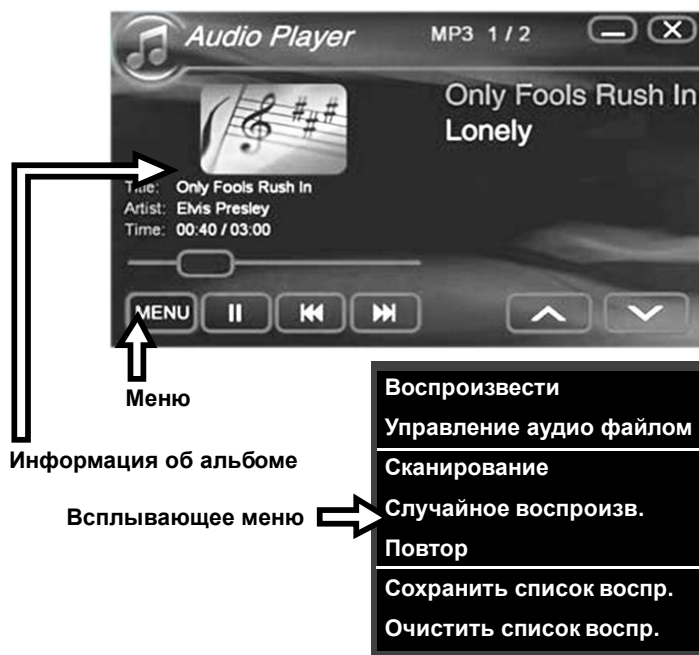 Audio Player MP3 1 / 2
Only Fools Rush In
Lonely
Title: Only Fools Rush In
Artist: Elvis Presley
Time: 00:40 / 03:00
MENU
Меню
Информация об альбоме
Всплывающее меню
Воспроизвести
Управление аудио файлом
Сканирование
Случайное воспроизв.
Повтор
Сохранить список воспр.
Очистить список воспр.